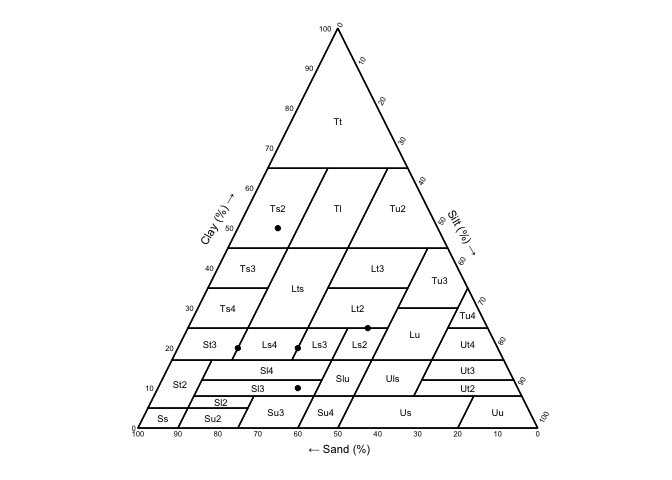 100 0
90 10
80 20
Tt
70 30
60 40
Ts2 Tl Tu2
50 50
Clay (%) → Silt (%) →
40 60
Ts3 Lt3 Tu3
Lts
30 70
Ts4 Lt2 Tu4
Lu
20 80
St3 Ls4 Ls3 Ls2 Ut4
Sl4 Ut3
10 90
St2 Sl3 Slu Uls Ut2
Sl2
Ss Su2 Su3 Su4 Us Uu
0 100
100 90 80 70 60 50 40 30 20 10 0
← Sand (%)